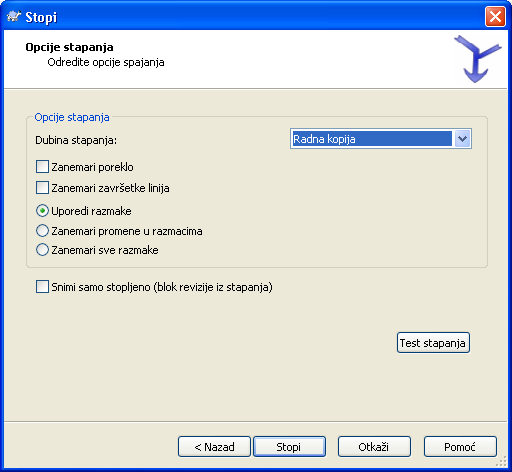 Stopi
Opcije stapanja
Odredite opcije spajanja
Opcije stapanja
Dubina stapanja: Radna kopija
Zanemari poreklo
Zanemari završetke linija
Uporedi razmake
Zanemari promene u razmacima
Zanemari sve razmake
Snimi samo stopljeno (blok revizije iz stapanja)
Test stapanja
< Nazad Stopi Otkaži Pomoć